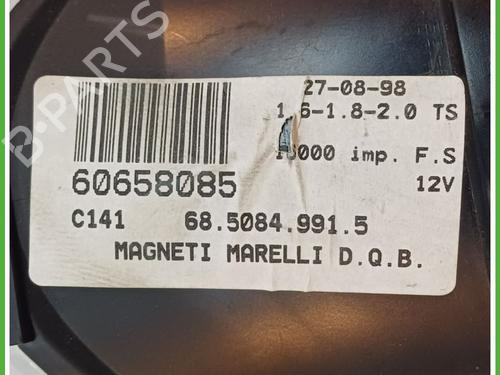 27-08-98
1.6-1.8-2.0 TS
imp. F.S
60658085
12V
C141 68.5084.991.5
MAGNETI MARELLI D.Q.B.
B-PARTS